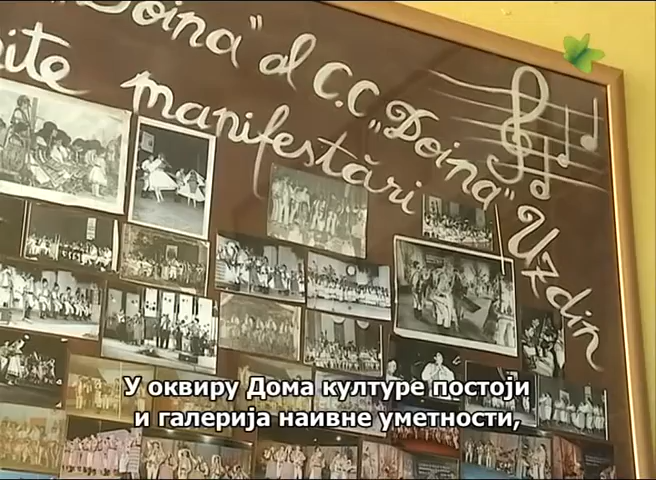 "Doina" al C.C. "Doina" Uzdin
ite manifestări
У оквиру Дома културе постоји
и галерија наивне уметности,